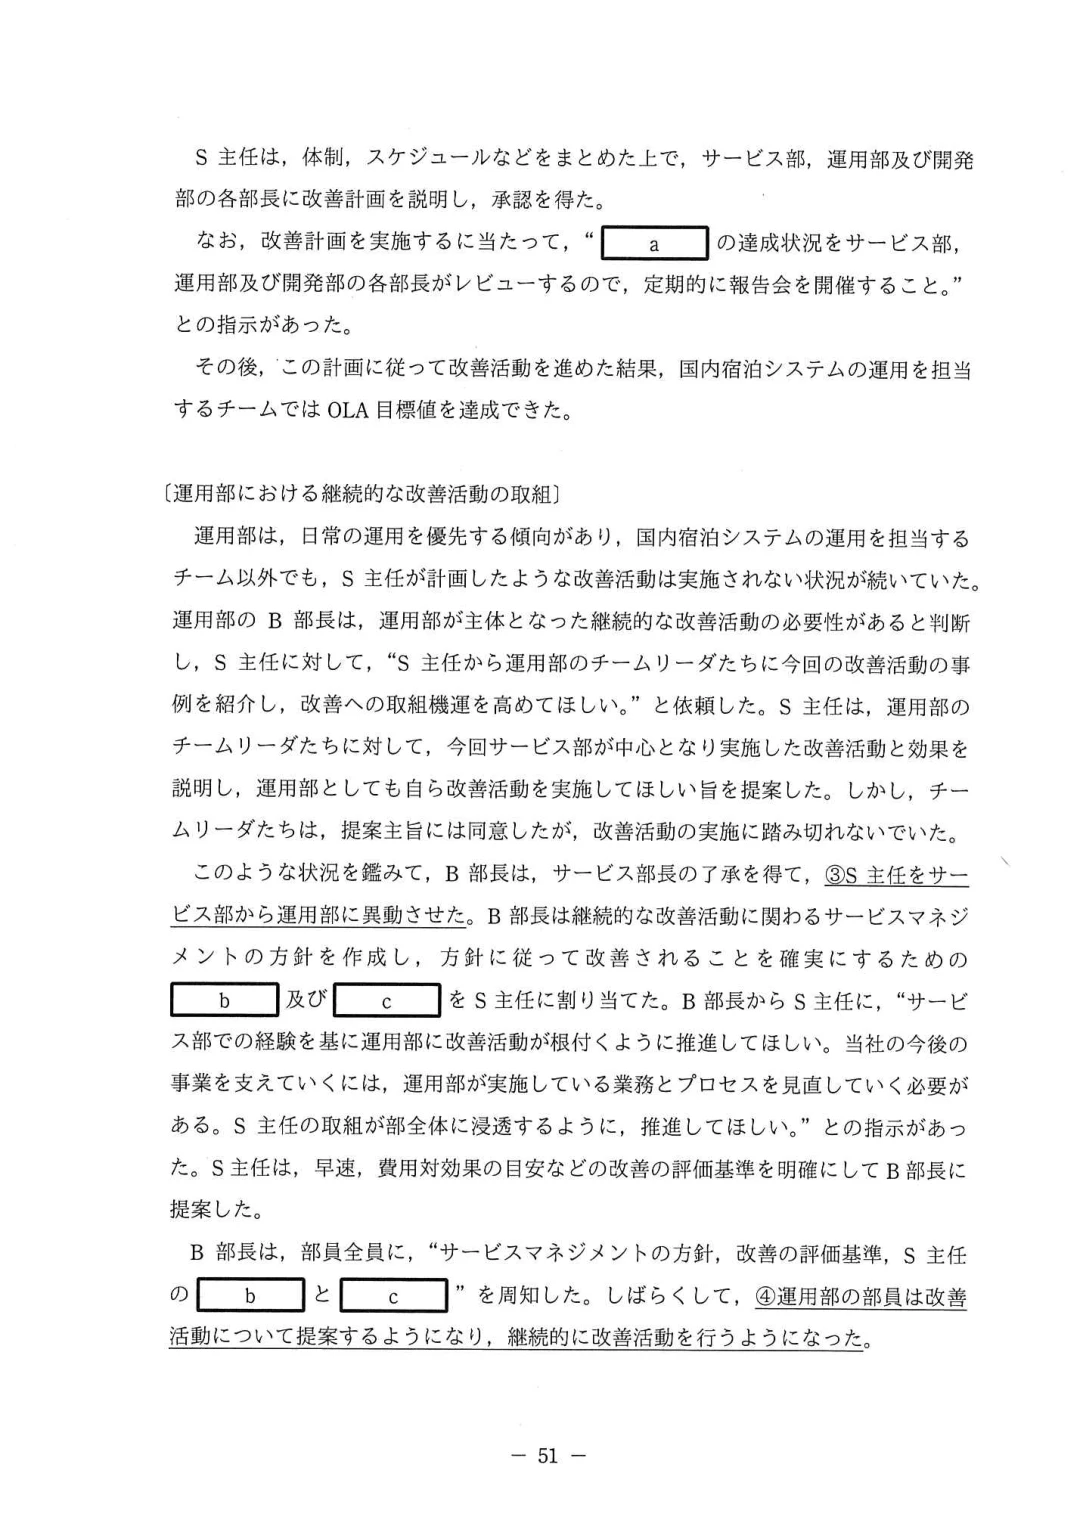 S 主任は，体制，スケジュールなどをまとめた上で，サービス部，運用部及び開発
部の各部長に改善計画を説明し，承認を得た。
なお，改善計画を実施するに当たって，“ a の達成状況をサービス部，
運用部及び開発部の各部長がレビューするので，定期的に報告会を開催すること。”
との指示があった。
その後，この計画に従って改善活動を進めた結果，国内宿泊システムの運用を担当
するチームでは OLA 目標値を達成できた。
〔運用部における継続的な改善活動の取組〕
運用部は，日常の運用を優先する傾向があり，国内宿泊システムの運用を担当する
チーム以外でも，S 主任が計画したような改善活動は実施されない状況が続いていた。
運用部の B 部長は，運用部が主体となった継続的な改善活動の必要性があると判断
し，S 主任に対して，“S 主任から運用部のチームリーダたちに今回の改善活動の事
例を紹介し，改善への取組機運を高めてほしい。” と依頼した。S 主任は，運用部の
チームリーダたちに対して，今回サービス部が中心となり実施した改善活動と効果を
説明し，運用部としても自ら改善活動を実施してほしい旨を提案した。しかし，チー
ムリーダたちは，提案主旨には同意したが，改善活動の実施に踏み切れないでいた。
このような状況を鑑みて，B 部長は，サービス部長の了承を得て，③S 主任をサー
ビス部から運用部に異動させた。B 部長は継続的な改善活動に関わるサービスマネジ
メントの方針を作成し，方針に従って改善されることを確実にするための
b 及び c を S 主任に割り当てた。B 部長から S 主任に，“サービ
ス部での経験を基に運用部に改善活動が根付くように推進してほしい。当社の今後の
事業を支えていくには，運用部が実施している業務とプロセスを見直していく必要が
ある。S 主任の取組が部全体に浸透するように，推進してほしい。” との指示があっ
た。S 主任は，早速，費用対効果の目安などの改善の評価基準を明確にして B 部長に
提案した。
B 部長は，部員全員に，“サービスマネジメントの方針，改善の評価基準，S 主任
の b と c ” を周知した。しばらくして，④運用部の部員は改善
活動について提案するようになり，継続的に改善活動を行うようになった。
－ 51 －